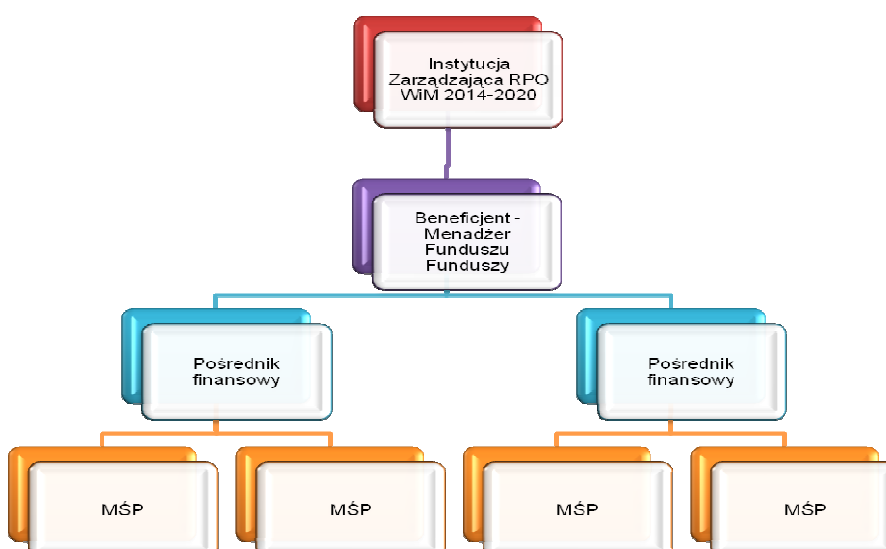 Instytucja
Zarządzająca RPO
WiM 2014-2020
Beneficjent -
Menadżer
Funduszu
Funduszy
Pośrednik
finansowy
Pośrednik
finansowy
MŚP
MŚP
MŚP
MŚP